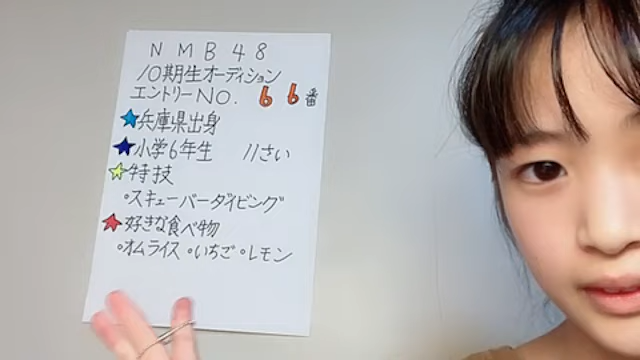 NMB48
10期生オーディション
エントリーNO. 66番
★兵庫県出身
★小学6年生 11さい
★特技
○スキューバーダイビング
★好きな食べ物
○オムライス ○いちご ○レモン